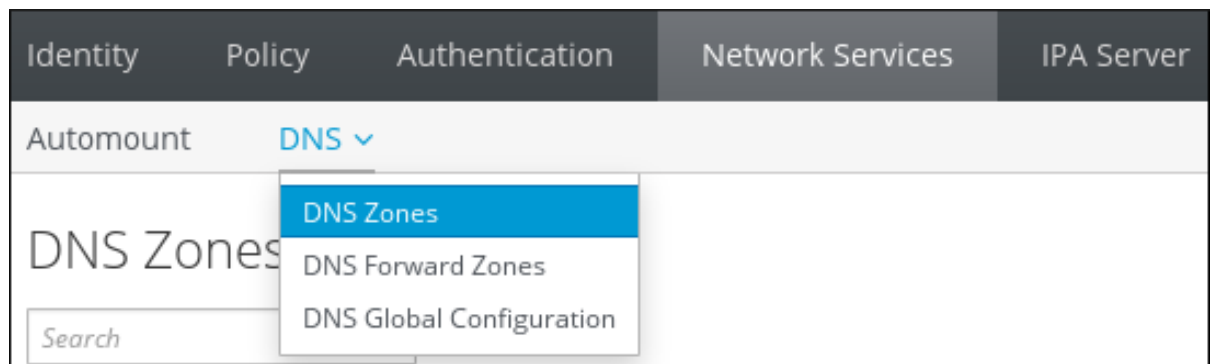 Identity Policy Authentication Network Services IPA Server
Automount DNS
DNS Zones
DNS Zones
DNS Forward Zones
DNS Global Configuration
Search